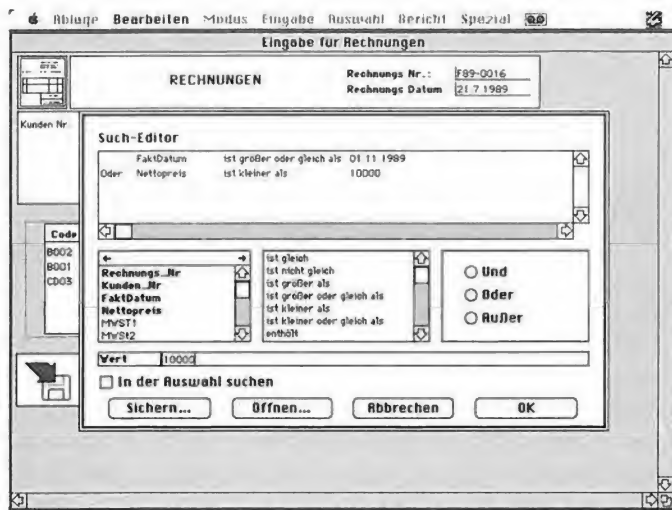 Ablage Bearbeiten Modus Eingabe Auswahl Bericht Spezial
Eingabe für Rechnungen
RECHNUNGEN
Rechnungs Nr.: F89-0016
Rechnungs Datum 21.7.1989
Kunden Nr
Such-Editor
FaktDatum ist größer oder gleich als 01.11.1989
Oder Nettopreis ist kleiner als 10000
Code
B002
B001
CD03
Rechnungs_Nr
Kunden_Nr
FaktDatum
Nettopreis
MWST1
MWSt2
ist gleich
ist nicht gleich
ist größer als
ist größer oder gleich als
ist kleiner als
ist kleiner oder gleich als
enthält
Und
Oder
Außer
Wert 10000
In der Auswahl suchen
Sichern... Öffnen... Abbrechen OK